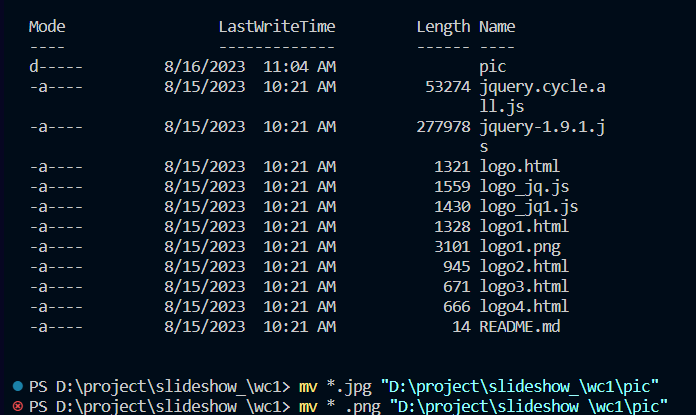 Mode LastWriteTime Length Name
---- ------------- ------ ----
d----- 8/16/2023 11:04 AM pic
-a---- 8/15/2023 10:21 AM 53274 jquery.cycle.a
ll.js
-a---- 8/15/2023 10:21 AM 277978 jquery-1.9.1.j
s
-a---- 8/15/2023 10:21 AM 1321 logo.html
-a---- 8/15/2023 10:21 AM 1559 logo_jq.js
-a---- 8/15/2023 10:21 AM 1430 logo_jq1.js
-a---- 8/15/2023 10:21 AM 1328 logo1.html
-a---- 8/15/2023 10:21 AM 3101 logo1.png
-a---- 8/15/2023 10:21 AM 945 logo2.html
-a---- 8/15/2023 10:21 AM 671 logo3.html
-a---- 8/15/2023 10:21 AM 666 logo4.html
-a---- 8/15/2023 10:21 AM 14 README.md
PS D:\project\slideshow_\wc1> mv *.jpg "D:\project\slideshow_\wc1\pic"
PS D:\project\slideshow_\wc1> mv * .png "D:\project\slideshow_\wc1\pic"